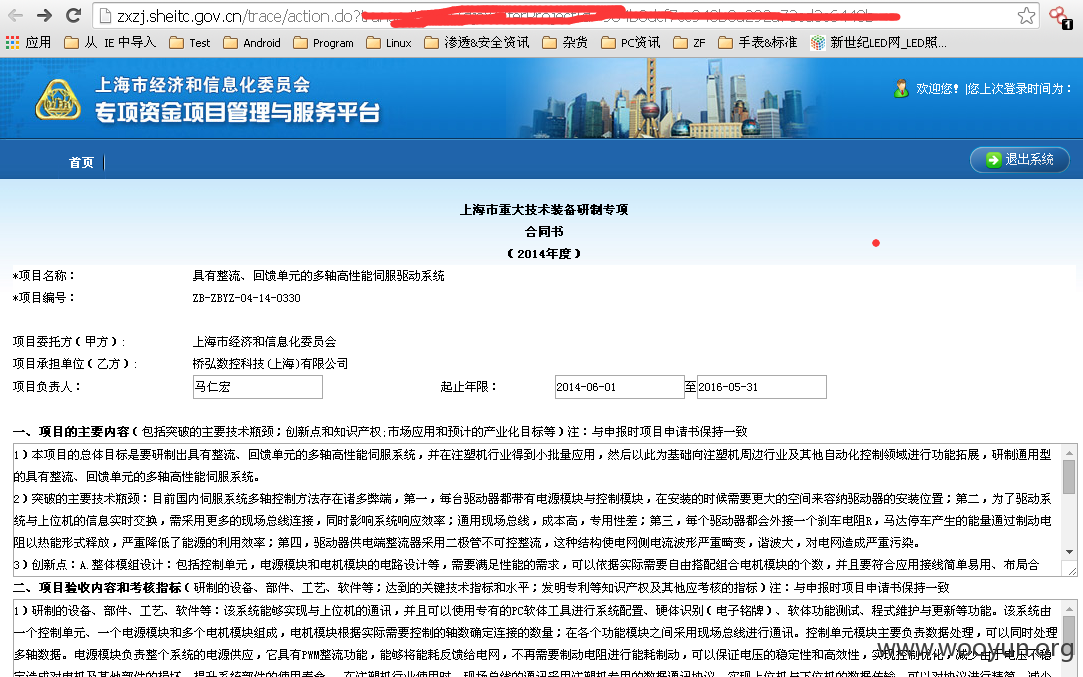 zxzj.sheitc.gov.cn/trace/action.do?
应用 从 IE 中导入 Test Android Program Linux 渗透&安全资讯 杂货 PC资讯 ZF 手表&标准 新世纪LED网_LED照...
1
上海市经济和信息化委员会
专项资金项目管理与服务平台
欢迎您! |您上次登录时间为:
首页
退出系统
上海市重大技术装备研制专项
合同书
(2014年度)
*项目名称: 具有整流、回馈单元的多轴高性能伺服驱动系统
*项目编号: ZB-ZBYZ-04-14-0330
项目委托方(甲方): 上海市经济和信息化委员会
项目承担单位(乙方): 桥弘数控科技(上海)有限公司
项目负责人: 马仁宏 起止年限: 2014-06-01 至 2016-05-31
一、项目的主要内容(包括突破的主要技术瓶颈;创新点和知识产权;市场应用和预计的产业化目标等)注:与申报时项目申请书保持一致
1)本项目的总体目标是要研制出具有整流、回馈单元的多轴高性能伺服系统,并在注塑机行业得到小批量应用,然后以此为基础向注塑机周边行业及其他自动化控制领域进行功能拓展,研制通用型
的具有整流、回馈单元的多轴高性能伺服系统。
2)突破的主要技术瓶颈:目前国内伺服系统多轴控制方法存在诸多弊端,第一,每台驱动器都带有电源模块与控制模块,在安装的时候需要更大的空间来容纳驱动器的安装位置;第二,为了驱动系
统与上位机的信息实时交换,需采用更多的现场总线连接,同时影响系统响应效率;通用现场总线,成本高,专用性差;第三,每个驱动器都会外接一个刹车电阻R,马达停车产生的能量通过制动电
阻以热能形式释放,严重降低了能源的利用效率;第四,驱动器供电端整流器采用二极管不可控整流,这种结构使电网侧电流波形严重畸变,谐波大,对电网造成严重污染。
3)创新点:A.整体模组设计:包括控制单元,电源模块和电机模块的电路设计等,需要满足性能的需求,可以依据实际需要自由搭配组合电机模块的个数,并且要符合应用接线简单易用、布局合
二、项目验收内容和考核指标(研制的设备、部件、工艺、软件等;达到的关键技术指标和水平;发明专利等知识产权及其他应考核的指标)注:与申报时项目申请书保持一致
1)研制的设备、部件、工艺、软件等:该系统能够实现与上位机的通讯,并且可以使用专有的PC软体工具进行系统配置、硬体识别(电子铭牌)、软体功能测试、程式维护与更新等功能。该系统由
一个控制单元、一个电源模块和多个电机模块组成,电机模块根据实际需要控制的轴数确定连接的数量;在各个功能模块之间采用现场总线进行通讯。控制单元模块主要负责数据处理,可以同时处理
多轴数据。电源模块负责整个系统的电源供应,它具有PWM整流功能,能够将能耗反馈给电网,不再需要制动电阻进行能耗制动,可以保证电压的稳定性和高效性,实现控制优化,减少由于电压不稳
www.wooyun.org